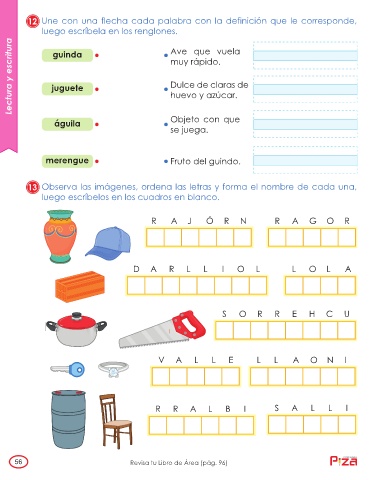 12 Une con una flecha cada palabra con la definición que le corresponde,
luego escríbela en los renglones.
Lectura y escritura
guinda
Ave que vuela
muy rápido.
juguete
Dulce de claras de
huevo y azúcar.
águila
Objeto con que
se juega.
merengue
Fruto del guindo.
13 Observa las imágenes, ordena las letras y forma el nombre de cada una,
luego escríbelos en los cuadros en blanco.
R A J Ó R N
R A G O R
D A R L L I O L
L O L A
S O R R E H C U
V A L L E
L L A O N I
R R A L B I
S A L L I
56
Revisa tu Libro de Área (pág. 96)
PIZA